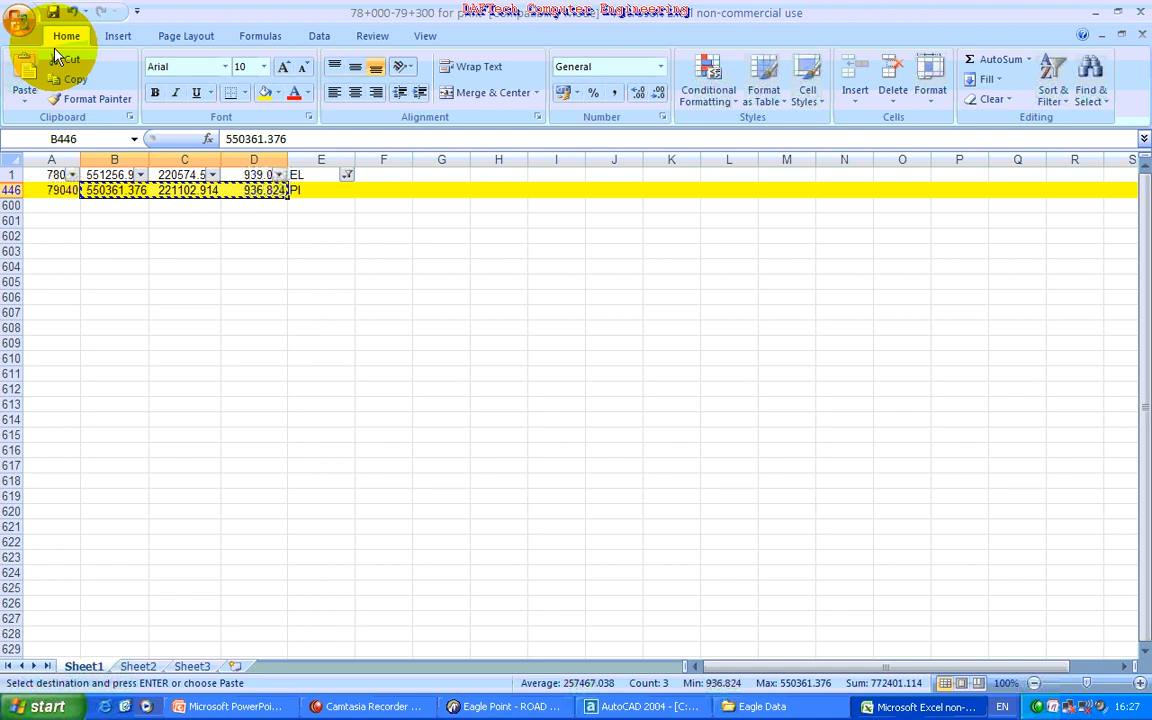 DAFTech Computer Engineering
non-commercial use
Home Insert Page Layout Formulas Data Review View
Cut
Copy
Paste Format Painter
Arial 10 Wrap Text General
Merge & Center % ,
Conditional Formatting Format as Table Cell Styles Insert Delete Format
AutoSum
Fill
Clear
Sort & Filter Find & Select
Clipboard Font Alignment Number Styles Cells Editing
B446 fx 550361.376
A B C D E F G H I J K L M N O P Q R S
1 780 551256.9 220574.5 939.0 EL
446 79040 550361.376 221102.914 936.824 PI
600
601
602
603
604
605
606
607
608
609
610
611
612
613
614
615
616
617
618
619
620
621
622
623
624
625
626
627
628
629
Sheet1 Sheet2 Sheet3
Select destination and press ENTER or choose Paste Average: 257467.038 Count: 3 Min: 936.824 Max: 550361.376 Sum: 772401.114 100%
start Microsoft PowerPoi... Camtasia Recorder ... Eagle Point - ROAD ... AutoCAD 2004 - [C:... Eagle Data Microsoft Excel non-... EN 16:27